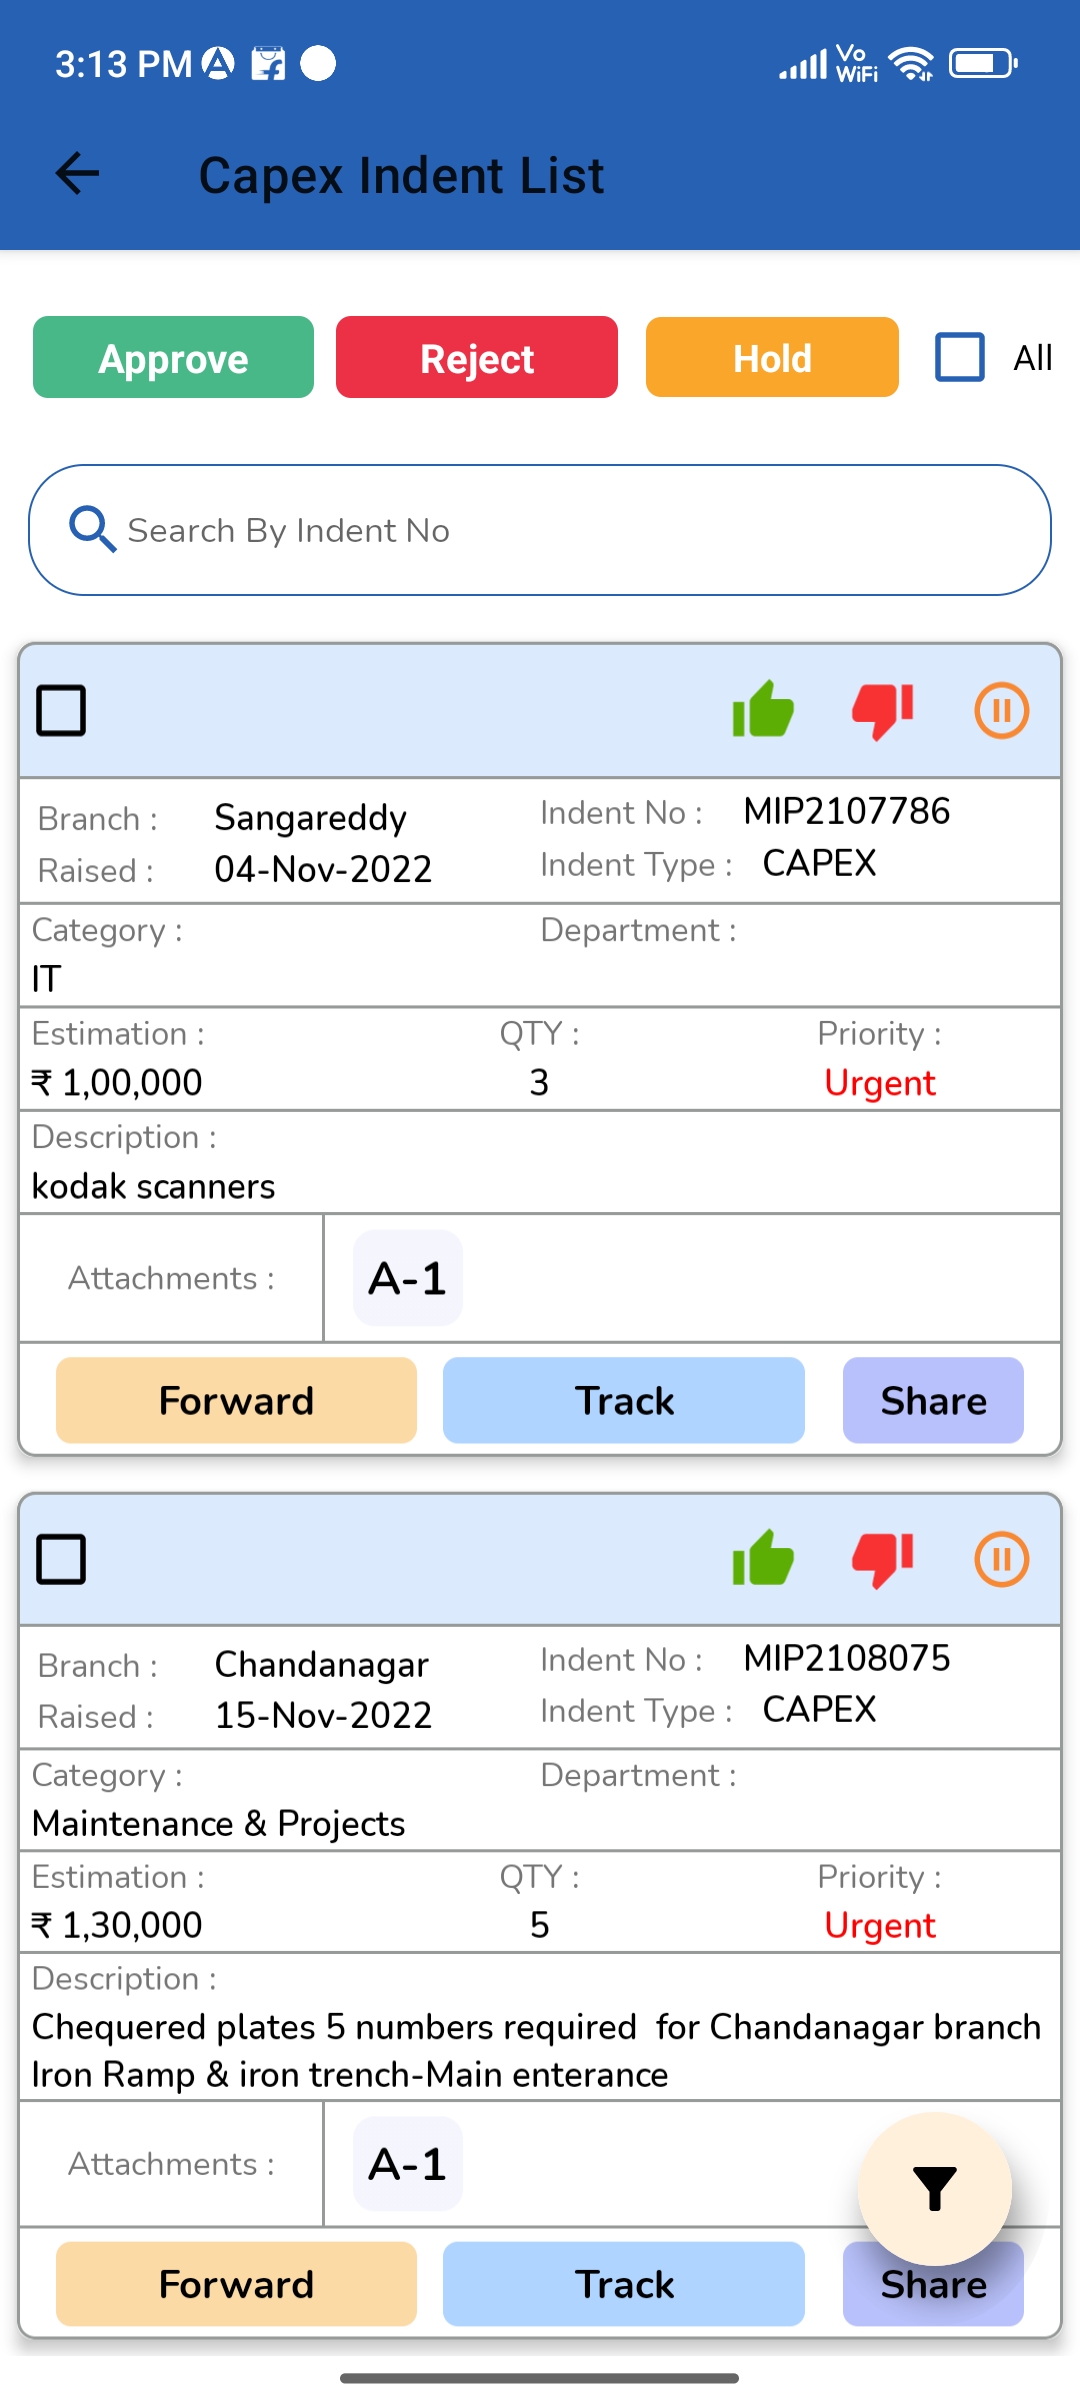 3:13 PM
Vo
WiFi
Capex Indent List
Approve
Reject
Hold
All
Search By Indent No
Branch : Sangareddy
Indent No : MIP2107786
Raised : 04-Nov-2022
Indent Type : CAPEX
Category :
Department :
IT
Estimation :
QTY :
Priority :
₹ 1,00,000
3
Urgent
Description :
kodak scanners
Attachments :
A-1
Forward
Track
Share
Branch : Chandanagar
Indent No : MIP2108075
Raised : 15-Nov-2022
Indent Type : CAPEX
Category :
Department :
Maintenance & Projects
Estimation :
QTY :
Priority :
₹ 1,30,000
5
Urgent
Description :
Chequered plates 5 numbers required  for Chandanagar branch
Iron Ramp & iron trench-Main enterance
Attachments :
A-1
Forward
Track
Share